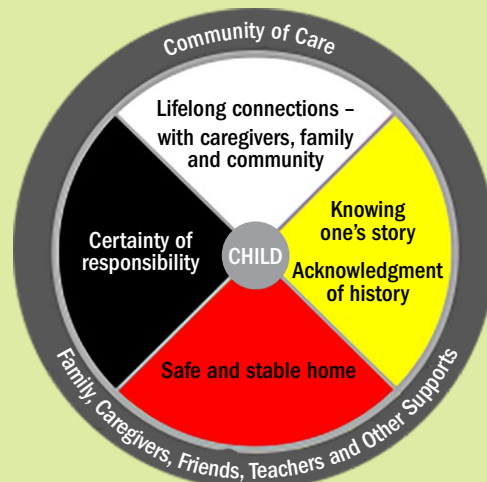 Community of Care
Lifelong connections –
with caregivers, family
and community
Knowing
one's story
Acknowledgment
of history
Certainty of
responsibility
CHILD
Safe and stable home
Family, Caregivers, Friends, Teachers and Other Supports